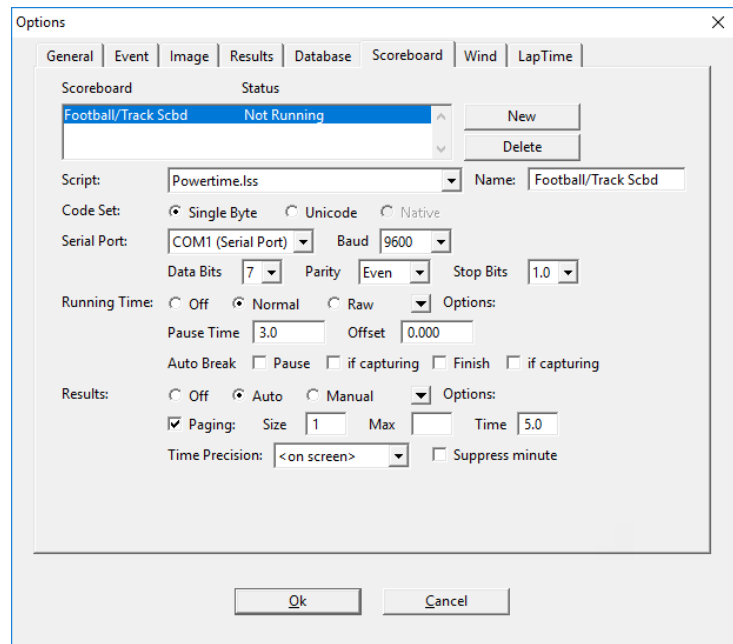 Options
General Event Image Results Database Scoreboard Wind LapTime
Scoreboard Status
Football/Track Scbd Not Running
New
Delete
Script: Powertime.lss Name: Football/Track Scbd
Code Set: Single Byte Unicode Native
Serial Port: COM1 (Serial Port) Baud 9600
Data Bits 7 Parity Even Stop Bits 1.0
Running Time: Off Normal Raw Options:
Pause Time 3.0 Offset 0.000
Auto Break Pause if capturing Finish if capturing
Results: Off Auto Manual Options:
Paging: Size 1 Max Time 5.0
Time Precision: <on screen> Suppress minute
Ok Cancel